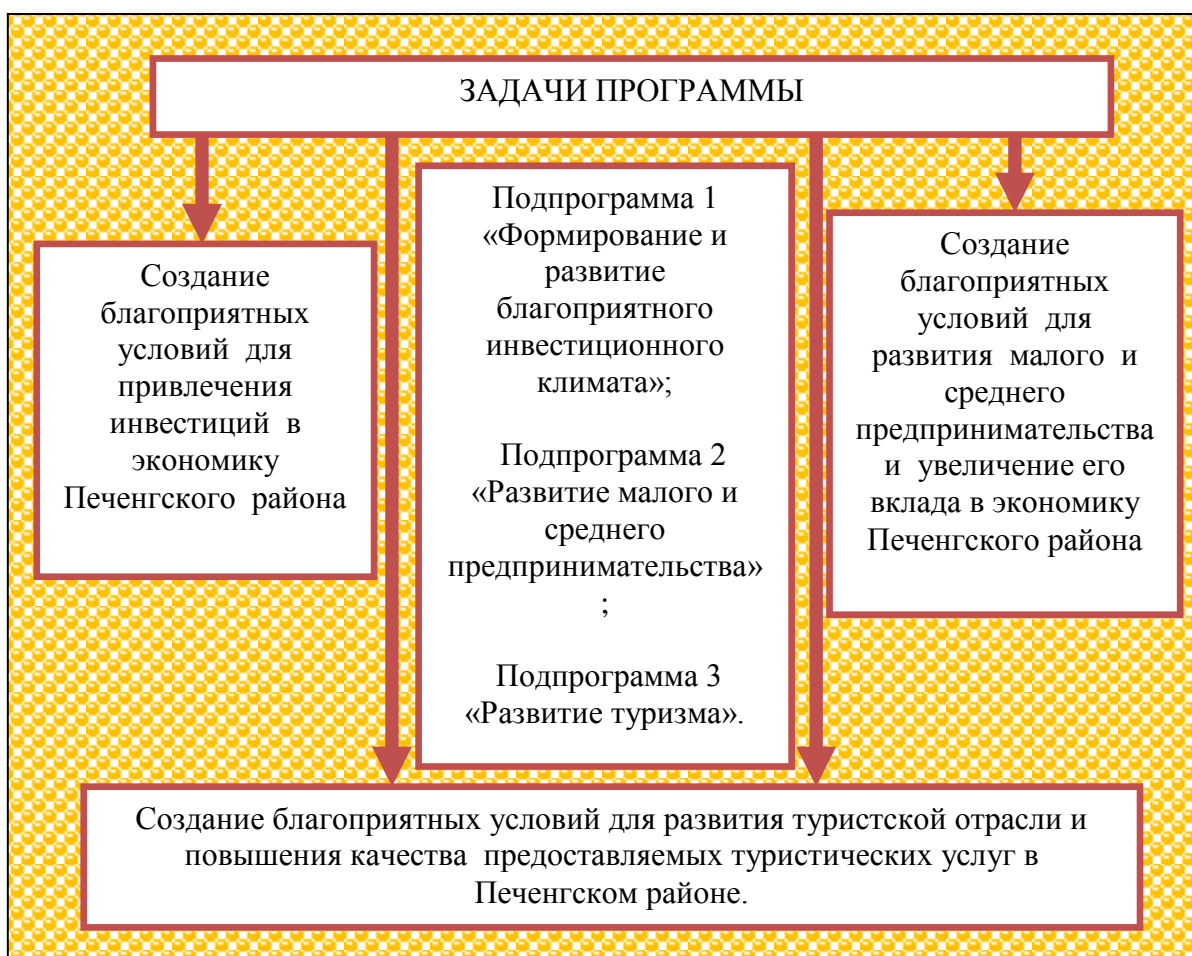 ЗАДАЧИ ПРОГРАММЫ
Создание
благоприятных
условий для
привлечения
инвестиций в
экономику
Печенгского района
Подпрограмма 1
«Формирование и
развитие
благоприятного
инвестиционного
климата»;
Подпрограмма 2
«Развитие малого и
среднего
предпринимательства»
;
Подпрограмма 3
«Развитие туризма».
Создание
благоприятных
условий для
развития малого и
среднего
предпринимательства
и увеличение его
вклада в экономику
Печенгского района
Создание благоприятных условий для развития туристской отрасли и
повышения качества предоставляемых туристических услуг в
Печенгском районе.